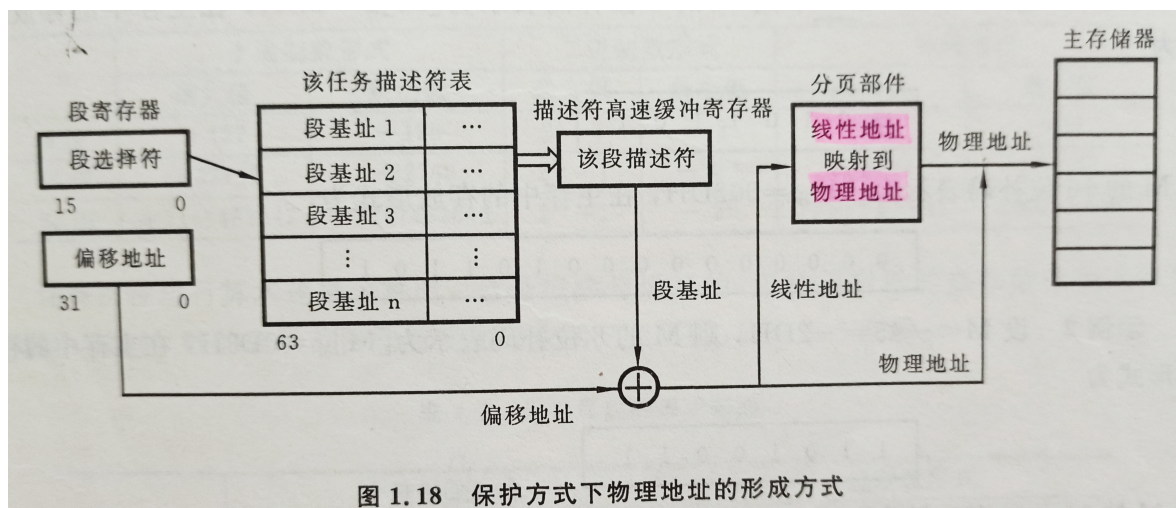 主存储器
该任务描述符表
分页部件
段寄存器
描述符高速缓冲寄存器
段选择符
15 0
偏移地址
31 0
段基址 1 …
段基址 2 …
段基址 3 …
⋮ ⋮
段基址 n …
63 0
该段描述符
线性地址
映射到
物理地址
物理地址
段基址
线性地址
物理地址
偏移地址
图 1.18 保护方式下物理地址的形成方式